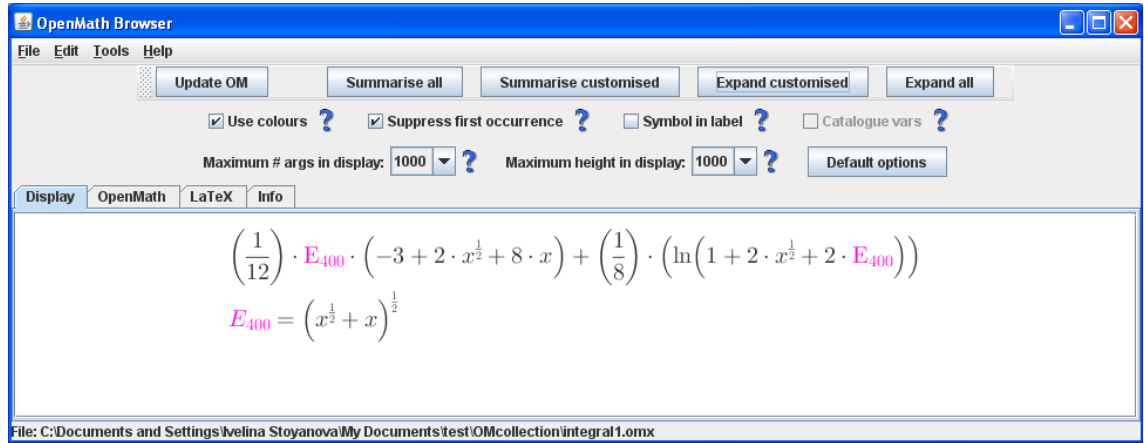 OpenMath Browser
File Edit Tools Help
Update OM Summarise all Summarise customised Expand customised Expand all
Use colours ? Suppress first occurrence ? Symbol in label ? Catalogue vars ?
Maximum # args in display: 1000 ? Maximum height in display: 1000 ? Default options
Display OpenMath LaTeX Info
(1/12) · E₄₀₀ · (−3 + 2 · x^{1/2} + 8 · x) + (1/8) · (ln(1 + 2 · x^{1/2} + 2 · E₄₀₀))
E₄₀₀ = (x^{1/2} + x)^{1/2}
File: C:\Documents and Settings\Ivelina Stoyanova\My Documents\test\OMcollection\integral1.omx